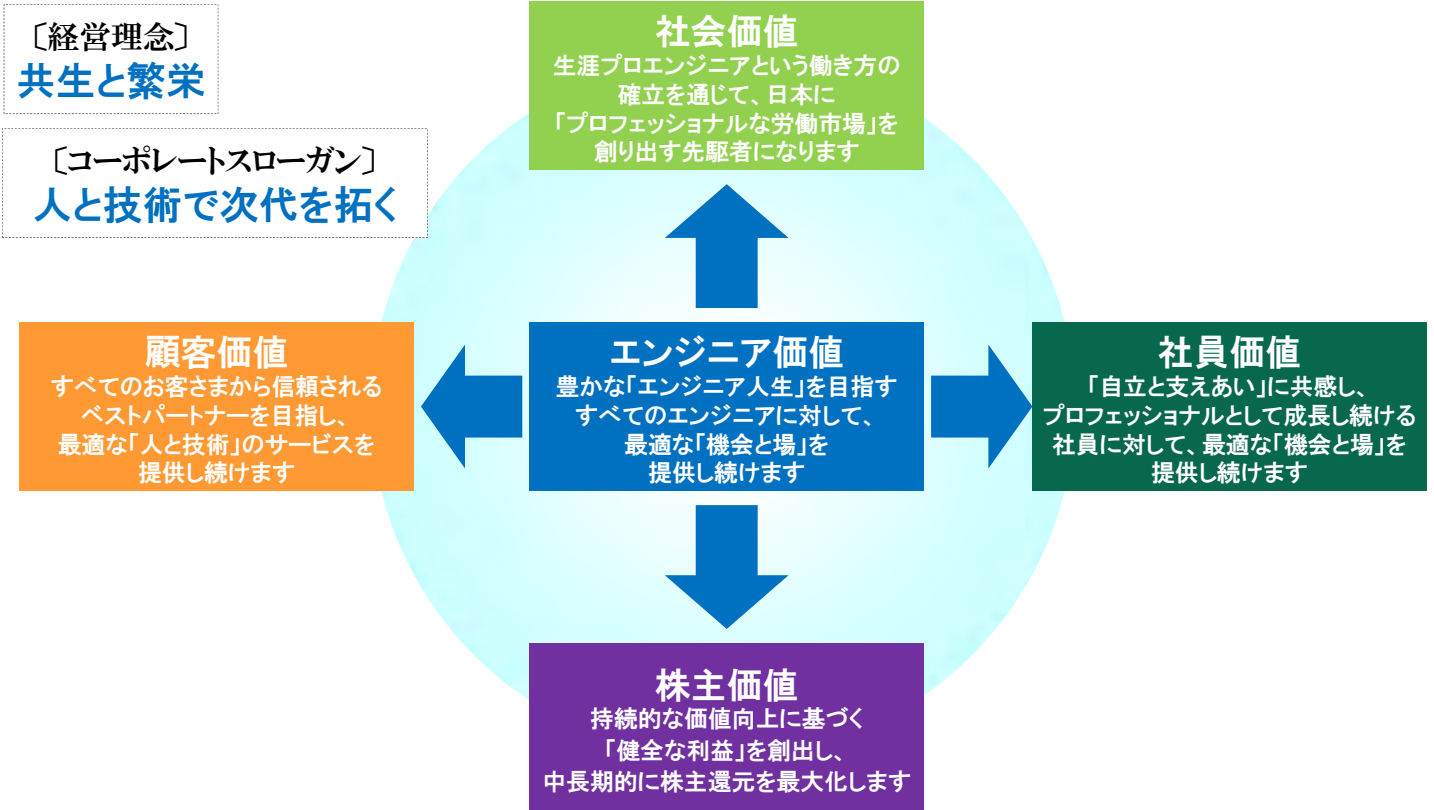 〔経営理念〕
共生と繁栄
〔コーポレートスローガン〕
人と技術で次代を拓く
社会価値
生涯プロエンジニアという働き方の
確立を通じて、日本に
「プロフェッショナルな労働市場」を
創り出す先駆者になります
顧客価値
すべてのお客さまから信頼される
ベストパートナーを目指し、
最適な「人と技術」のサービスを
提供し続けます
エンジニア価値
豊かな「エンジニア人生」を目指す
すべてのエンジニアに対して、
最適な「機会と場」を
提供し続けます
社員価値
「自立と支えあい」に共感し、
プロフェッショナルとして成長し続ける
社員に対して、最適な「機会と場」を
提供し続けます
株主価値
持続的な価値向上に基づく
「健全な利益」を創出し、
中長期的に株主還元を最大化します